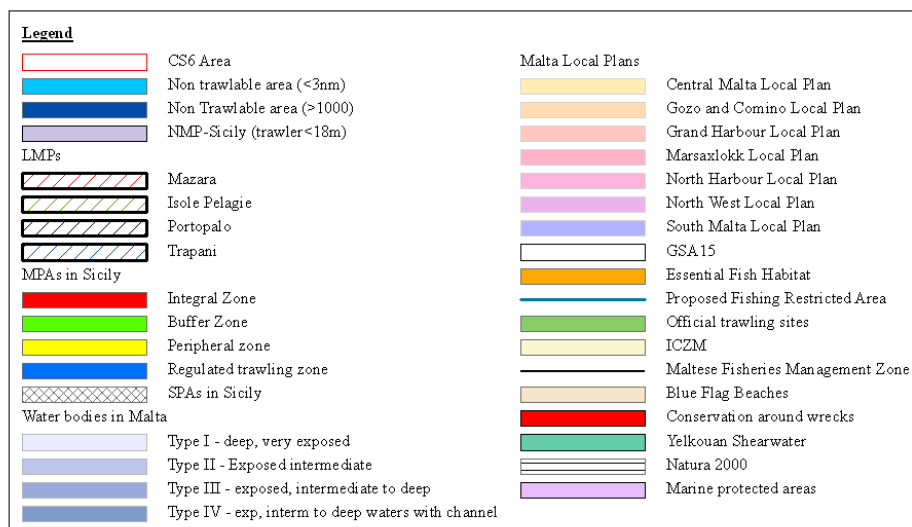 Legend
CS6 Area
Non trawlable area (<3nm)
Non Trawlable area (>1000)
NMP-Sicily (trawler<18m)
LMPs
Mazara
Isole Pelagie
Portopalo
Trapani
MPAs in Sicily
Integral Zone
Buffer Zone
Peripheral zone
Regulated trawling zone
SPAs in Sicily
Water bodies in Malta
Type I - deep, very exposed
Type II - Exposed intermediate
Type III - exposed, intermediate to deep
Type IV - exp, interm to deep waters with channel
Malta Local Plans
Central Malta Local Plan
Gozo and Comino Local Plan
Grand Harbour Local Plan
Marsaxlokk Local Plan
North Harbour Local Plan
North West Local Plan
South Malta Local Plan
GSA15
Essential Fish Habitat
Proposed Fishing Restricted Area
Official trawling sites
ICZM
Maltese Fisheries Management Zone
Blue Flag Beaches
Conservation around wrecks
Yelkouan Shearwater
Natura 2000
Marine protected areas